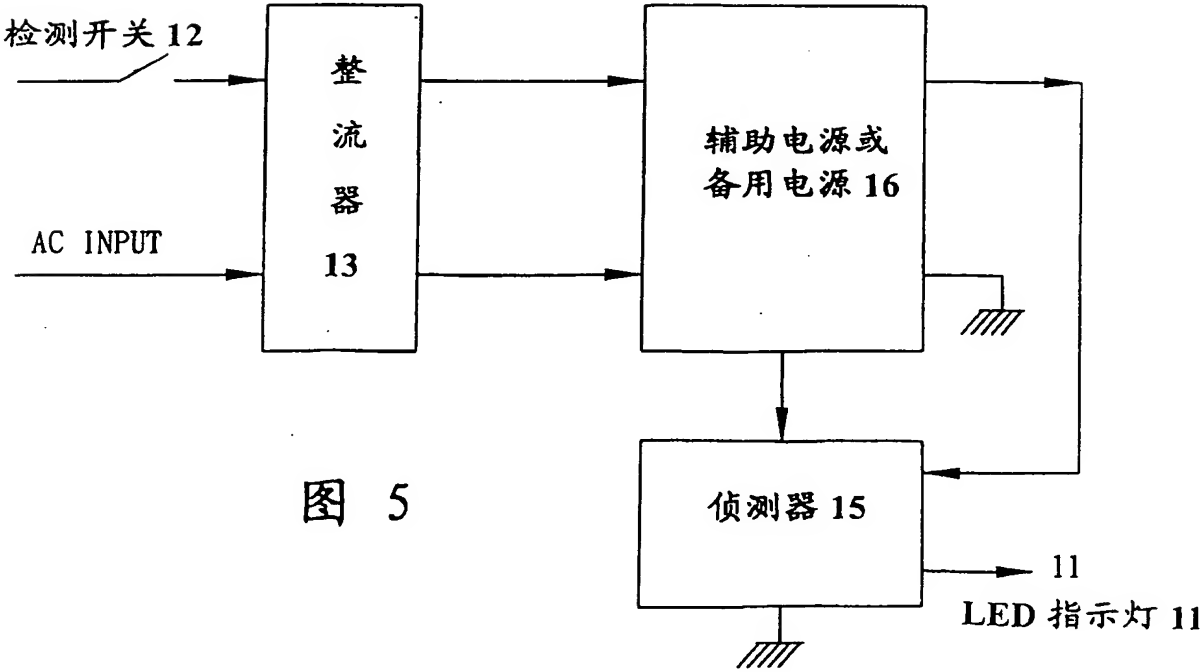 检测开关 12
整流器 13
AC INPUT
辅助电源或
备用电源 16
侦测器 15
11
LED 指示灯 11
图 5